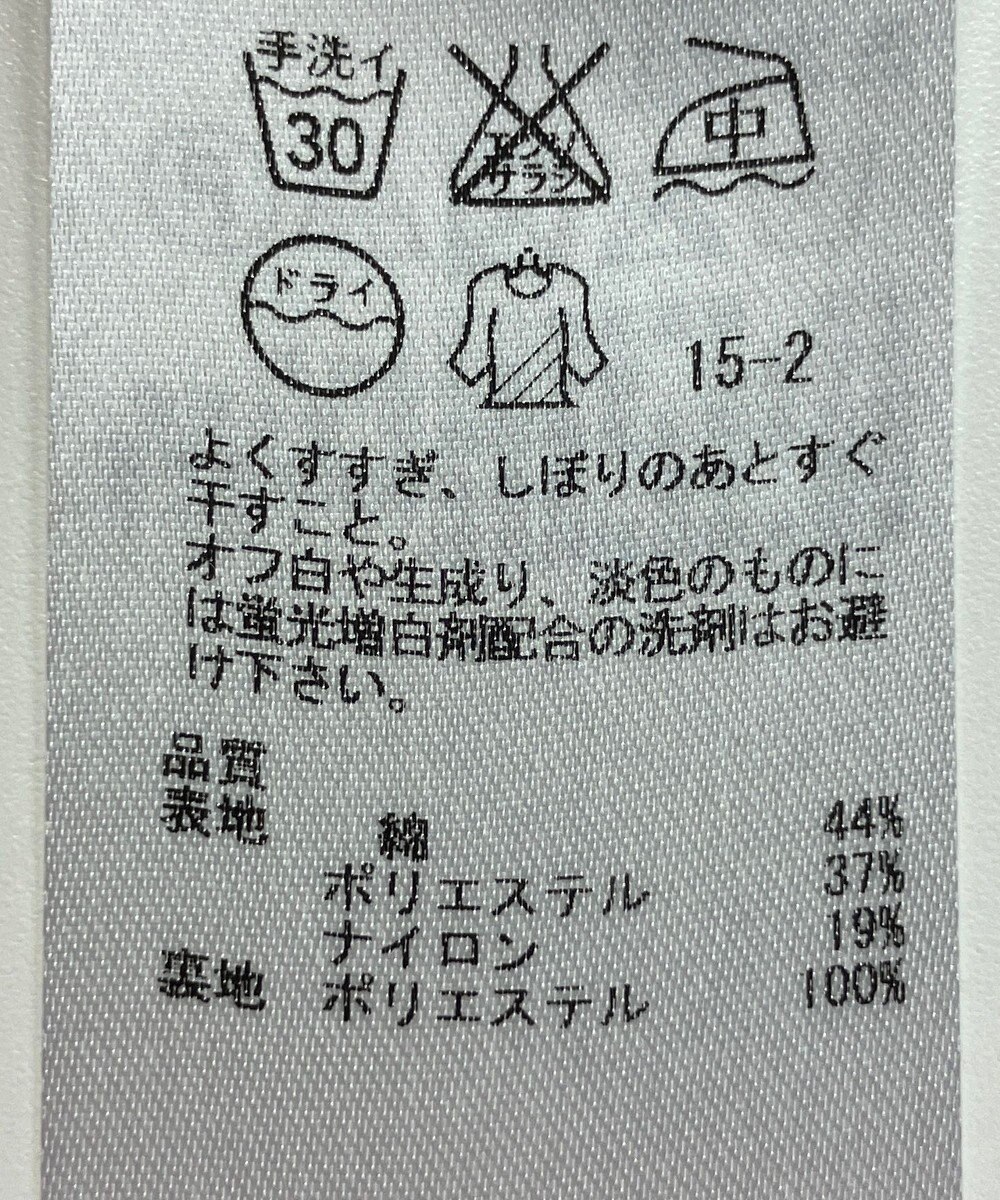 手洗イ
30
エンソ
サラシ
中
ドライ
15-2
よくすすぎ、しぼりのあとすぐ
干すこと。
オフ白や生成り、淡色のものに
は蛍光増白剤配合の洗剤はお避
け下さい。
品質
表地 綿 44%
ポリエステル 37%
ナイロン 19%
裏地 ポリエステル 100%